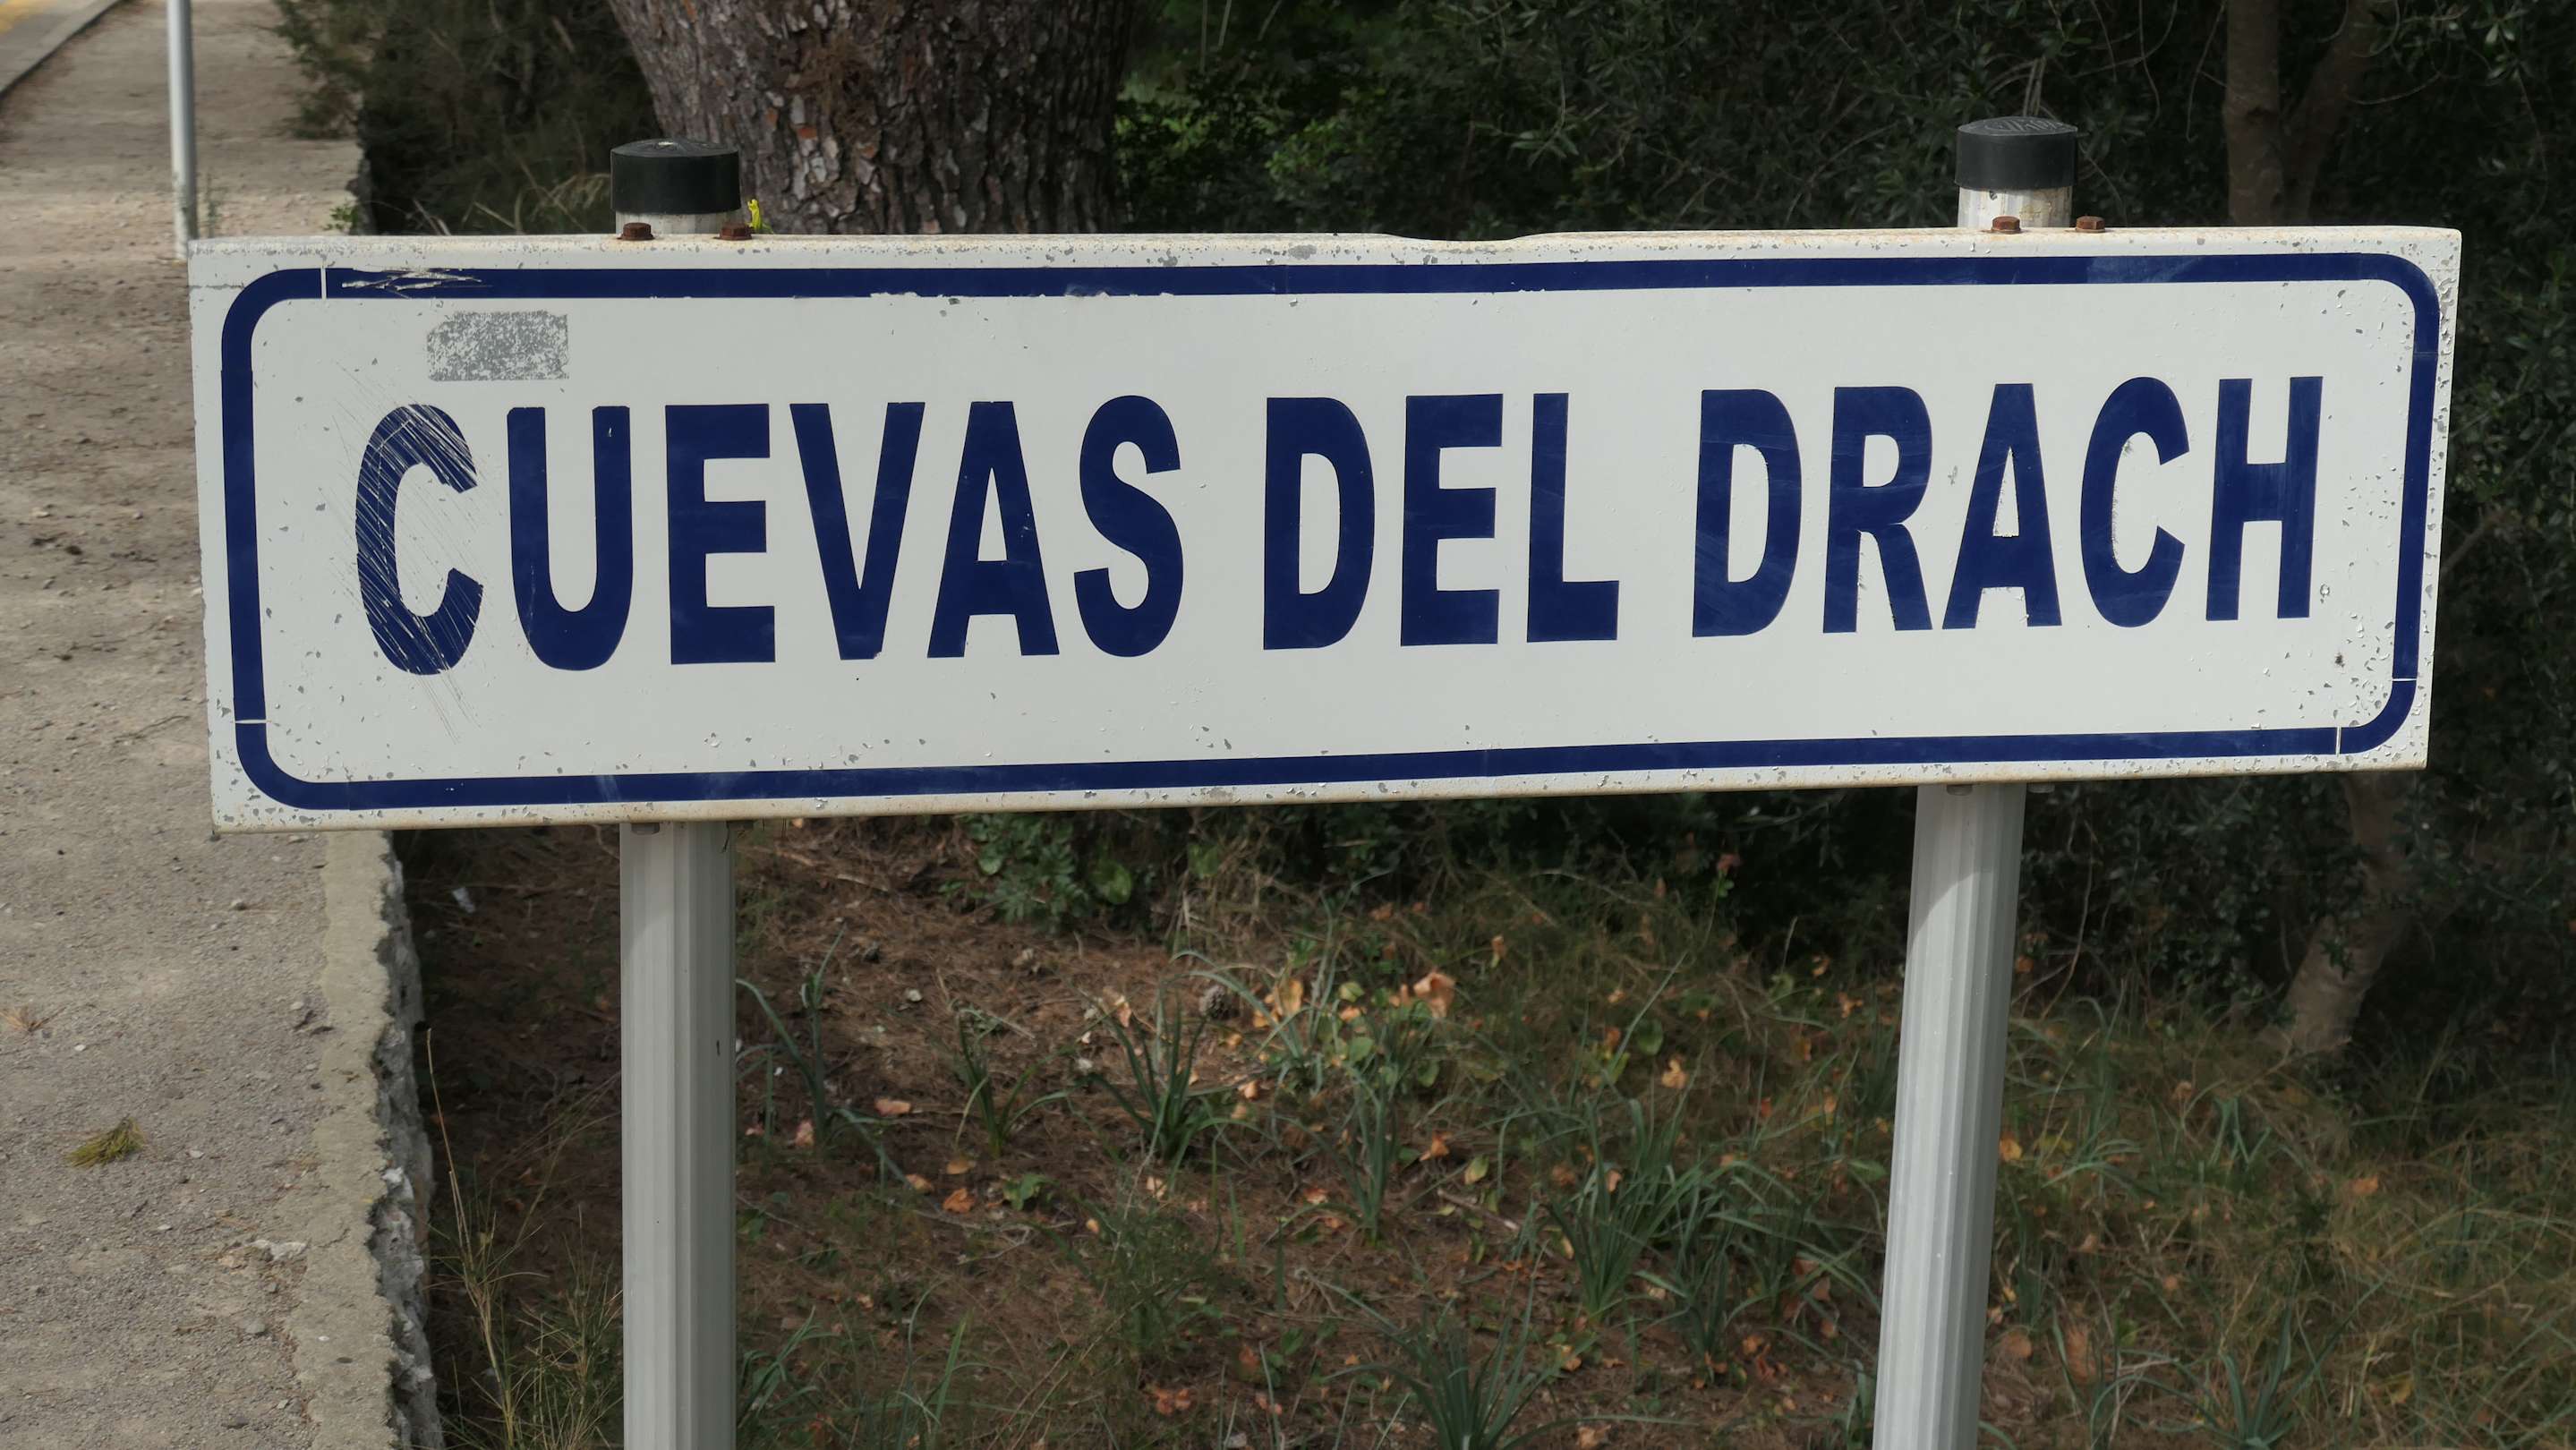 CUEVAS DEL DRACH